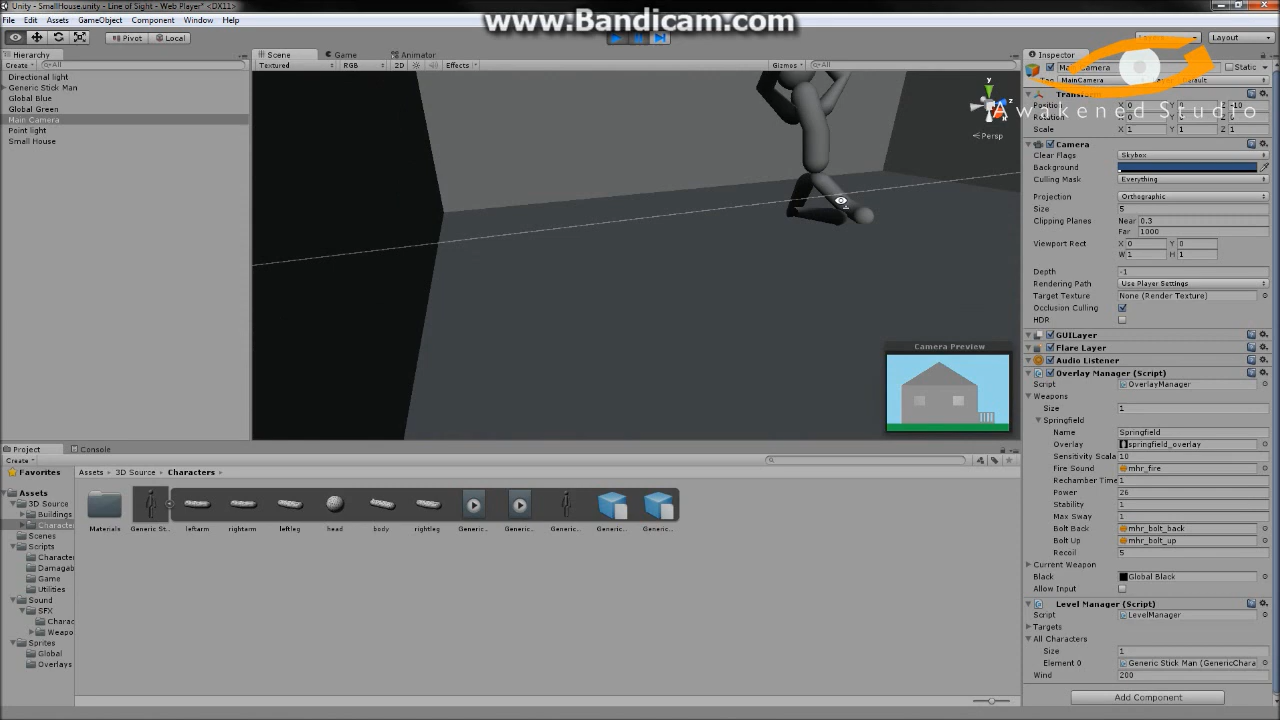 Unity - SmallHouse.unity - Line of Sight - Web Player* <DX11>
www.Bandicam.com
File Edit Assets GameObject Component Window Help
Pivot Local Layout
Hierarchy Scene Game Animator Inspector
Create All Textured RGB 2D Effects Gizmos All
Main Camera Static
MainCamera Default
Awakened Studio
Directional light
Generic Stick Man
Global Blue
Global Green
Main Camera
Point light
Small House
y
z
Persp
Camera Preview
Transform
Position X 0 Y 0 Z -10
Rotation
Scale X 1 Y 1 Z 1
Camera
Clear Flags Skybox
Background
Culling Mask Everything
Projection Orthographic
Size 5
Clipping Planes Near 0.3
Far 1000
Viewport Rect X 0 Y 0
W 1 H 1
Depth -1
Rendering Path Use Player Settings
Target Texture None (Render Texture)
Occlusion Culling
HDR
GUILayer
Flare Layer
Audio Listener
Overlay Manager (Script)
Script OverlayManager
Weapons
Size 1
Springfield
Name Springfield
Overlay springfield_overlay
Sensitivity Scala 10
Fire Sound mhr_fire
Rechamber Time 1
Power 26
Stability 1
Max Sway 1
Bolt Back mhr_bolt_back
Bolt Up mhr_bolt_up
Recoil 5
Current Weapon
Black Global Black
Allow Input
Level Manager (Script)
Script LevelManager
Targets
All Characters
Size 1
Element 0 Generic Stick Man (GenericChara
Wind 200
Add Component
Project Console
Create
Favorites
Assets
3D Source
Buildings
Character
Scenes
Scripts
Character
Damagab
Game
Utilities
Sound
SFX
Charac
Weapo
Sprites
Global
Overlays
Assets 3D Source Characters
Materials Generic St... leftarm rightarm leftleg head body rightleg Generic... Generic... Generic... Generic... Generic...